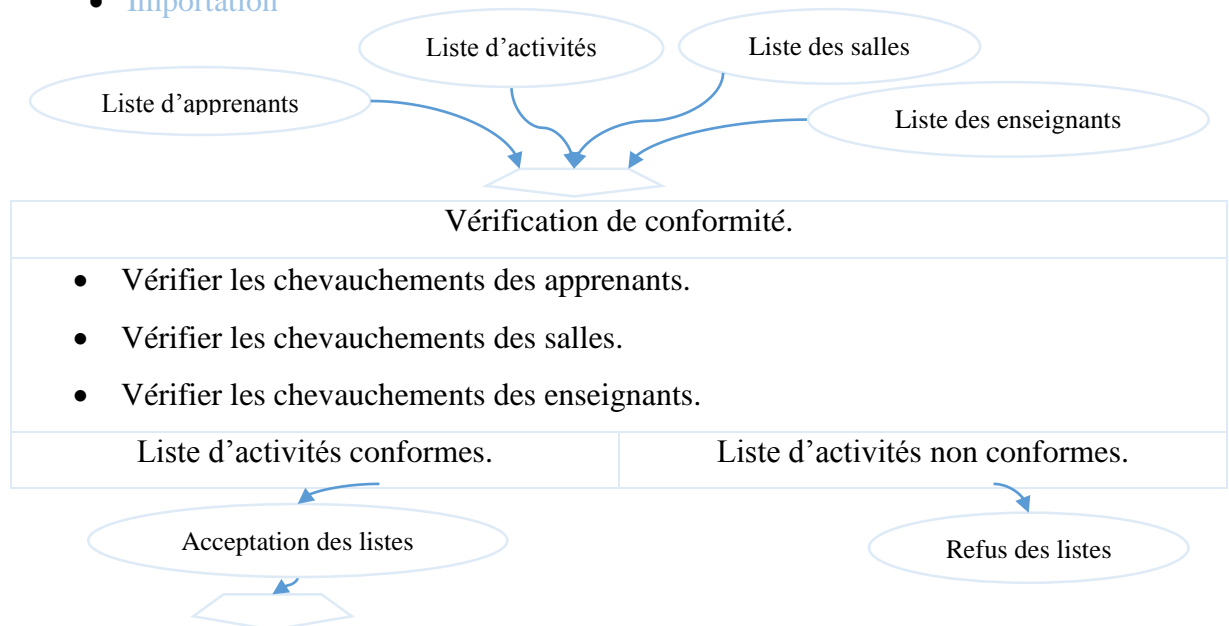 • Importation
Liste d'activités
Liste des salles
Liste d'apprenants
Liste des enseignants
Vérification de conformité.
• Vérifier les chevauchements des apprenants.
• Vérifier les chevauchements des salles.
• Vérifier les chevauchements des enseignants.
Liste d'activités conformes.
Liste d'activités non conformes.
Acceptation des listes
Refus des listes